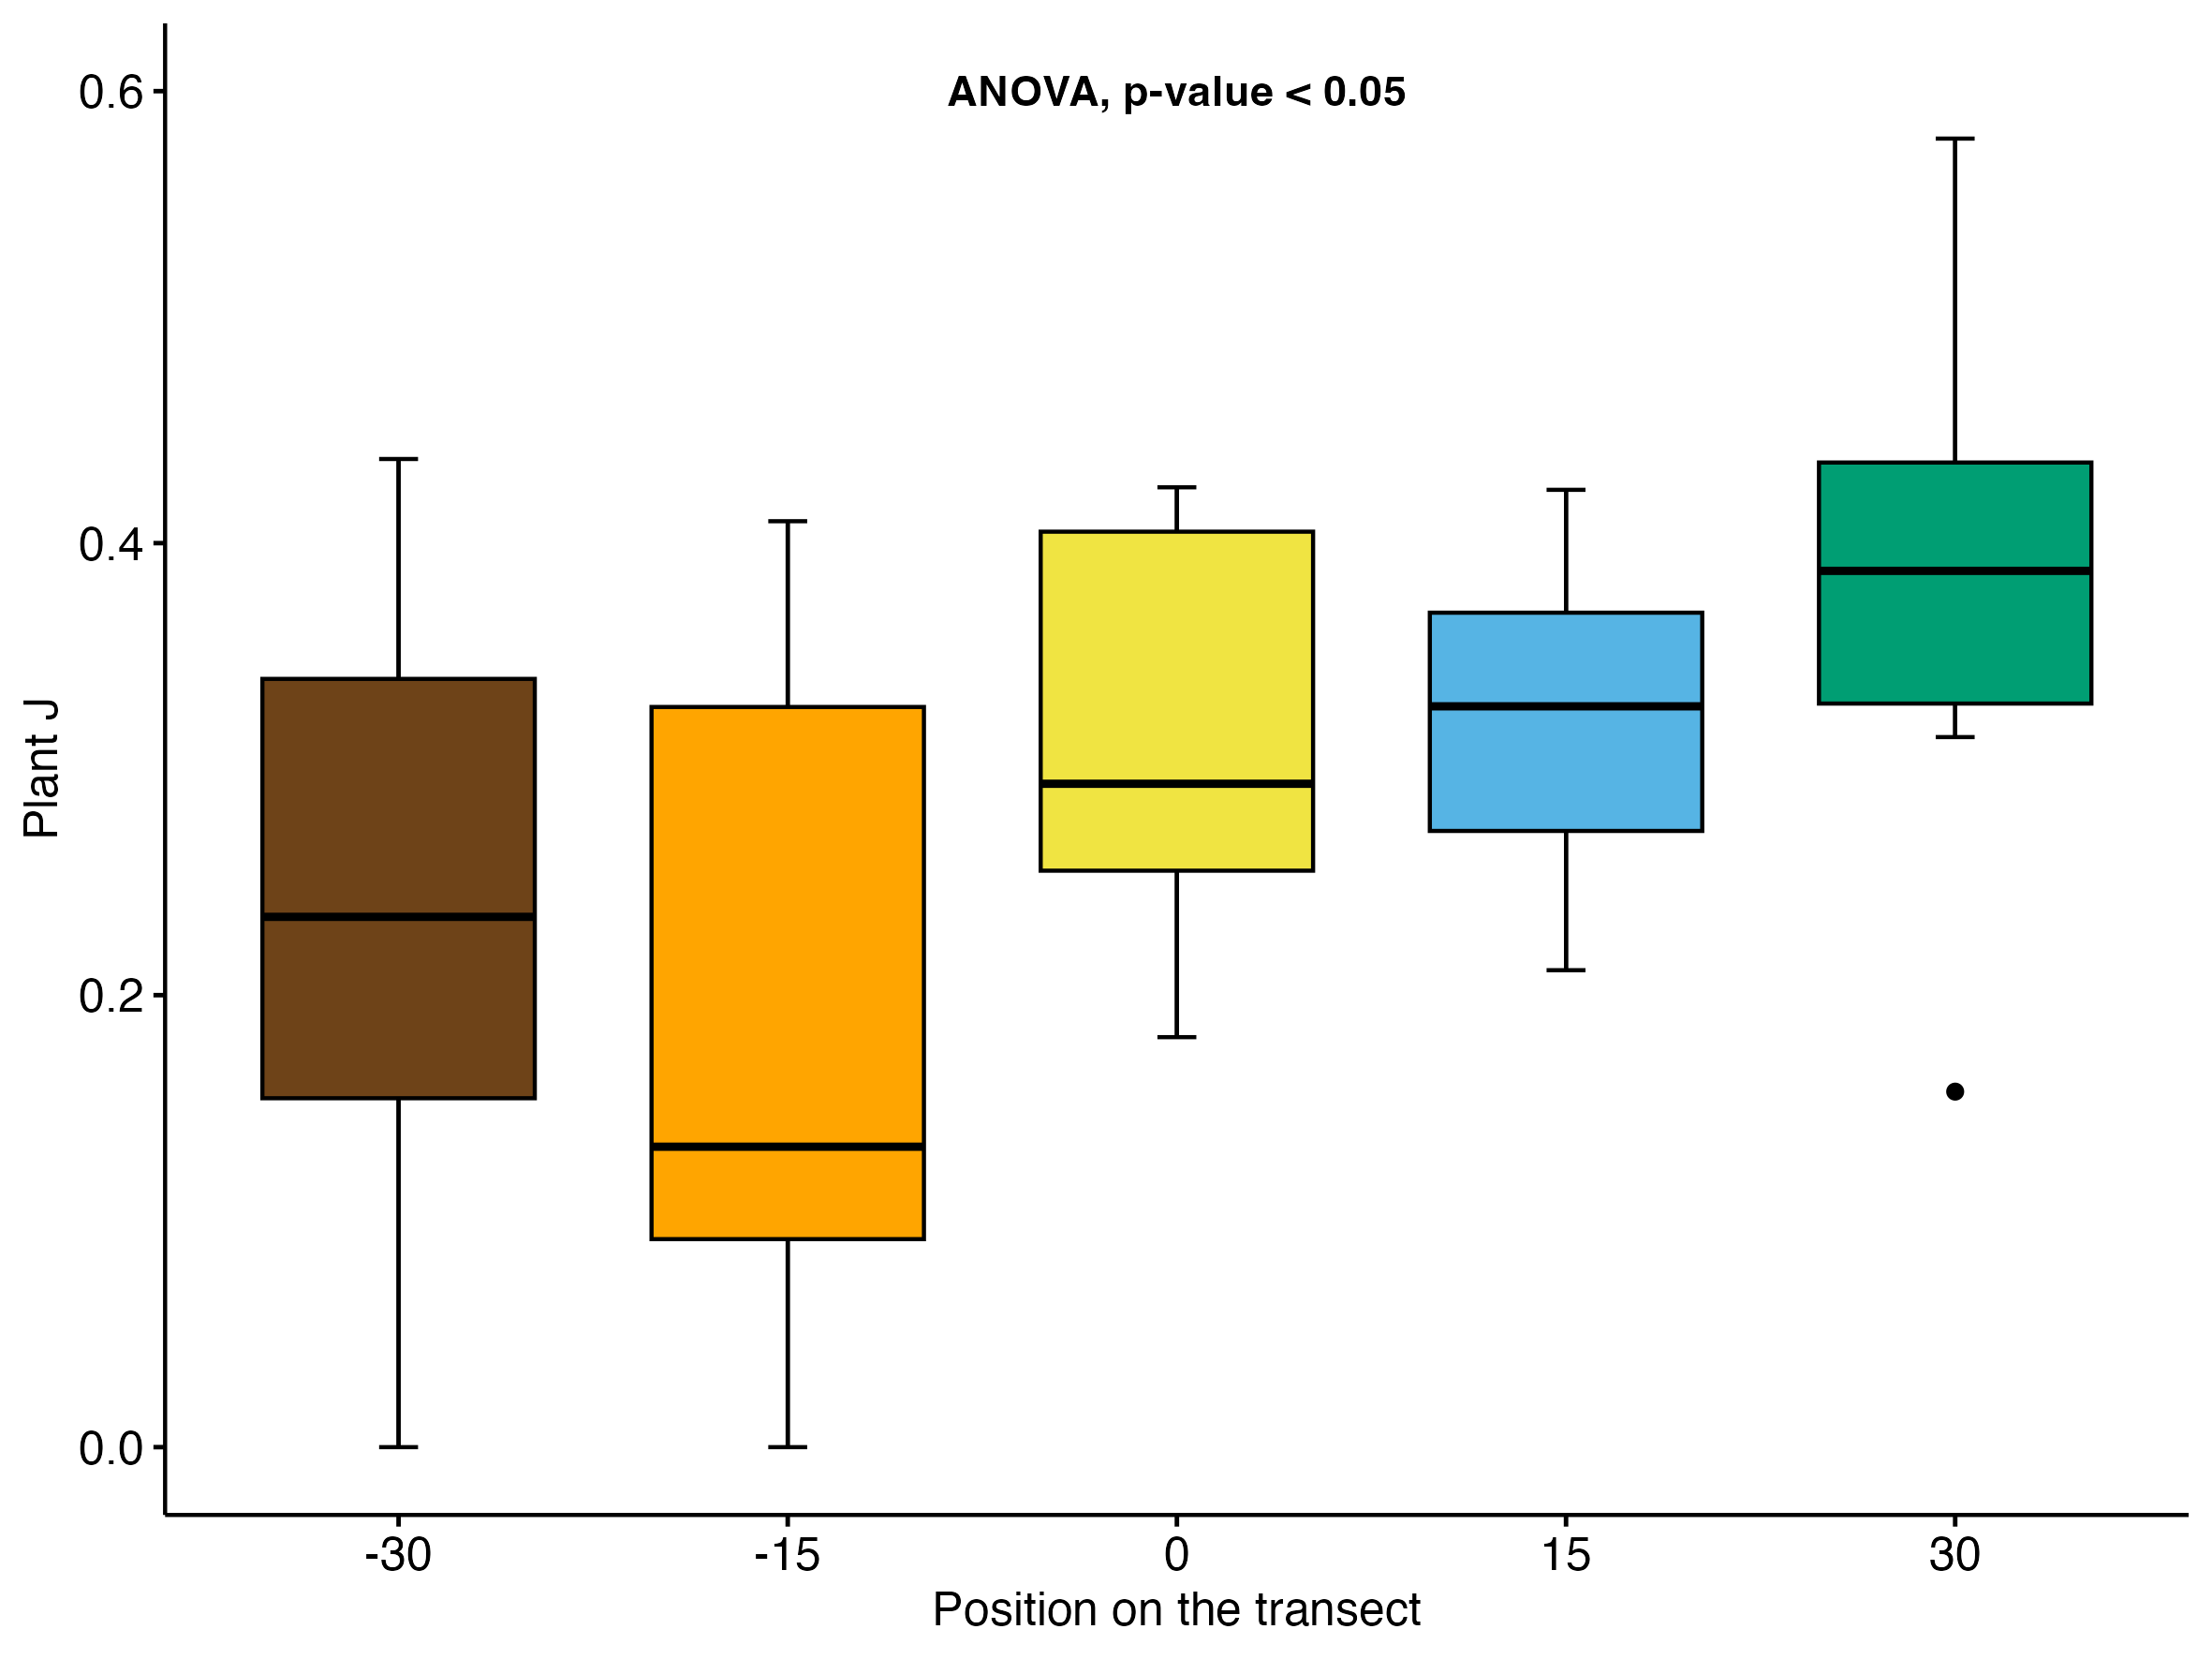 ANOVA, p-value < 0.05
0.6
0.4
0.2
0.0
Plant J
-30 -15 0 15 30
Position on the transect